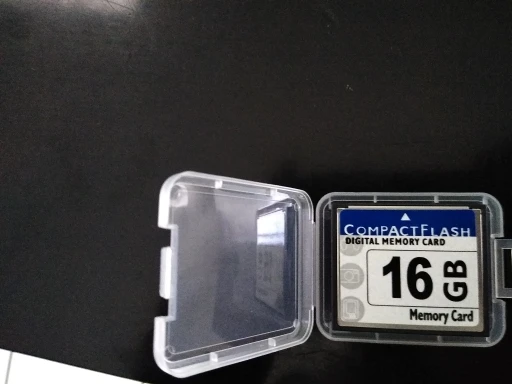 COMPACTFLASH
DIGITAL MEMORY CARD
16 GB
Memory Card